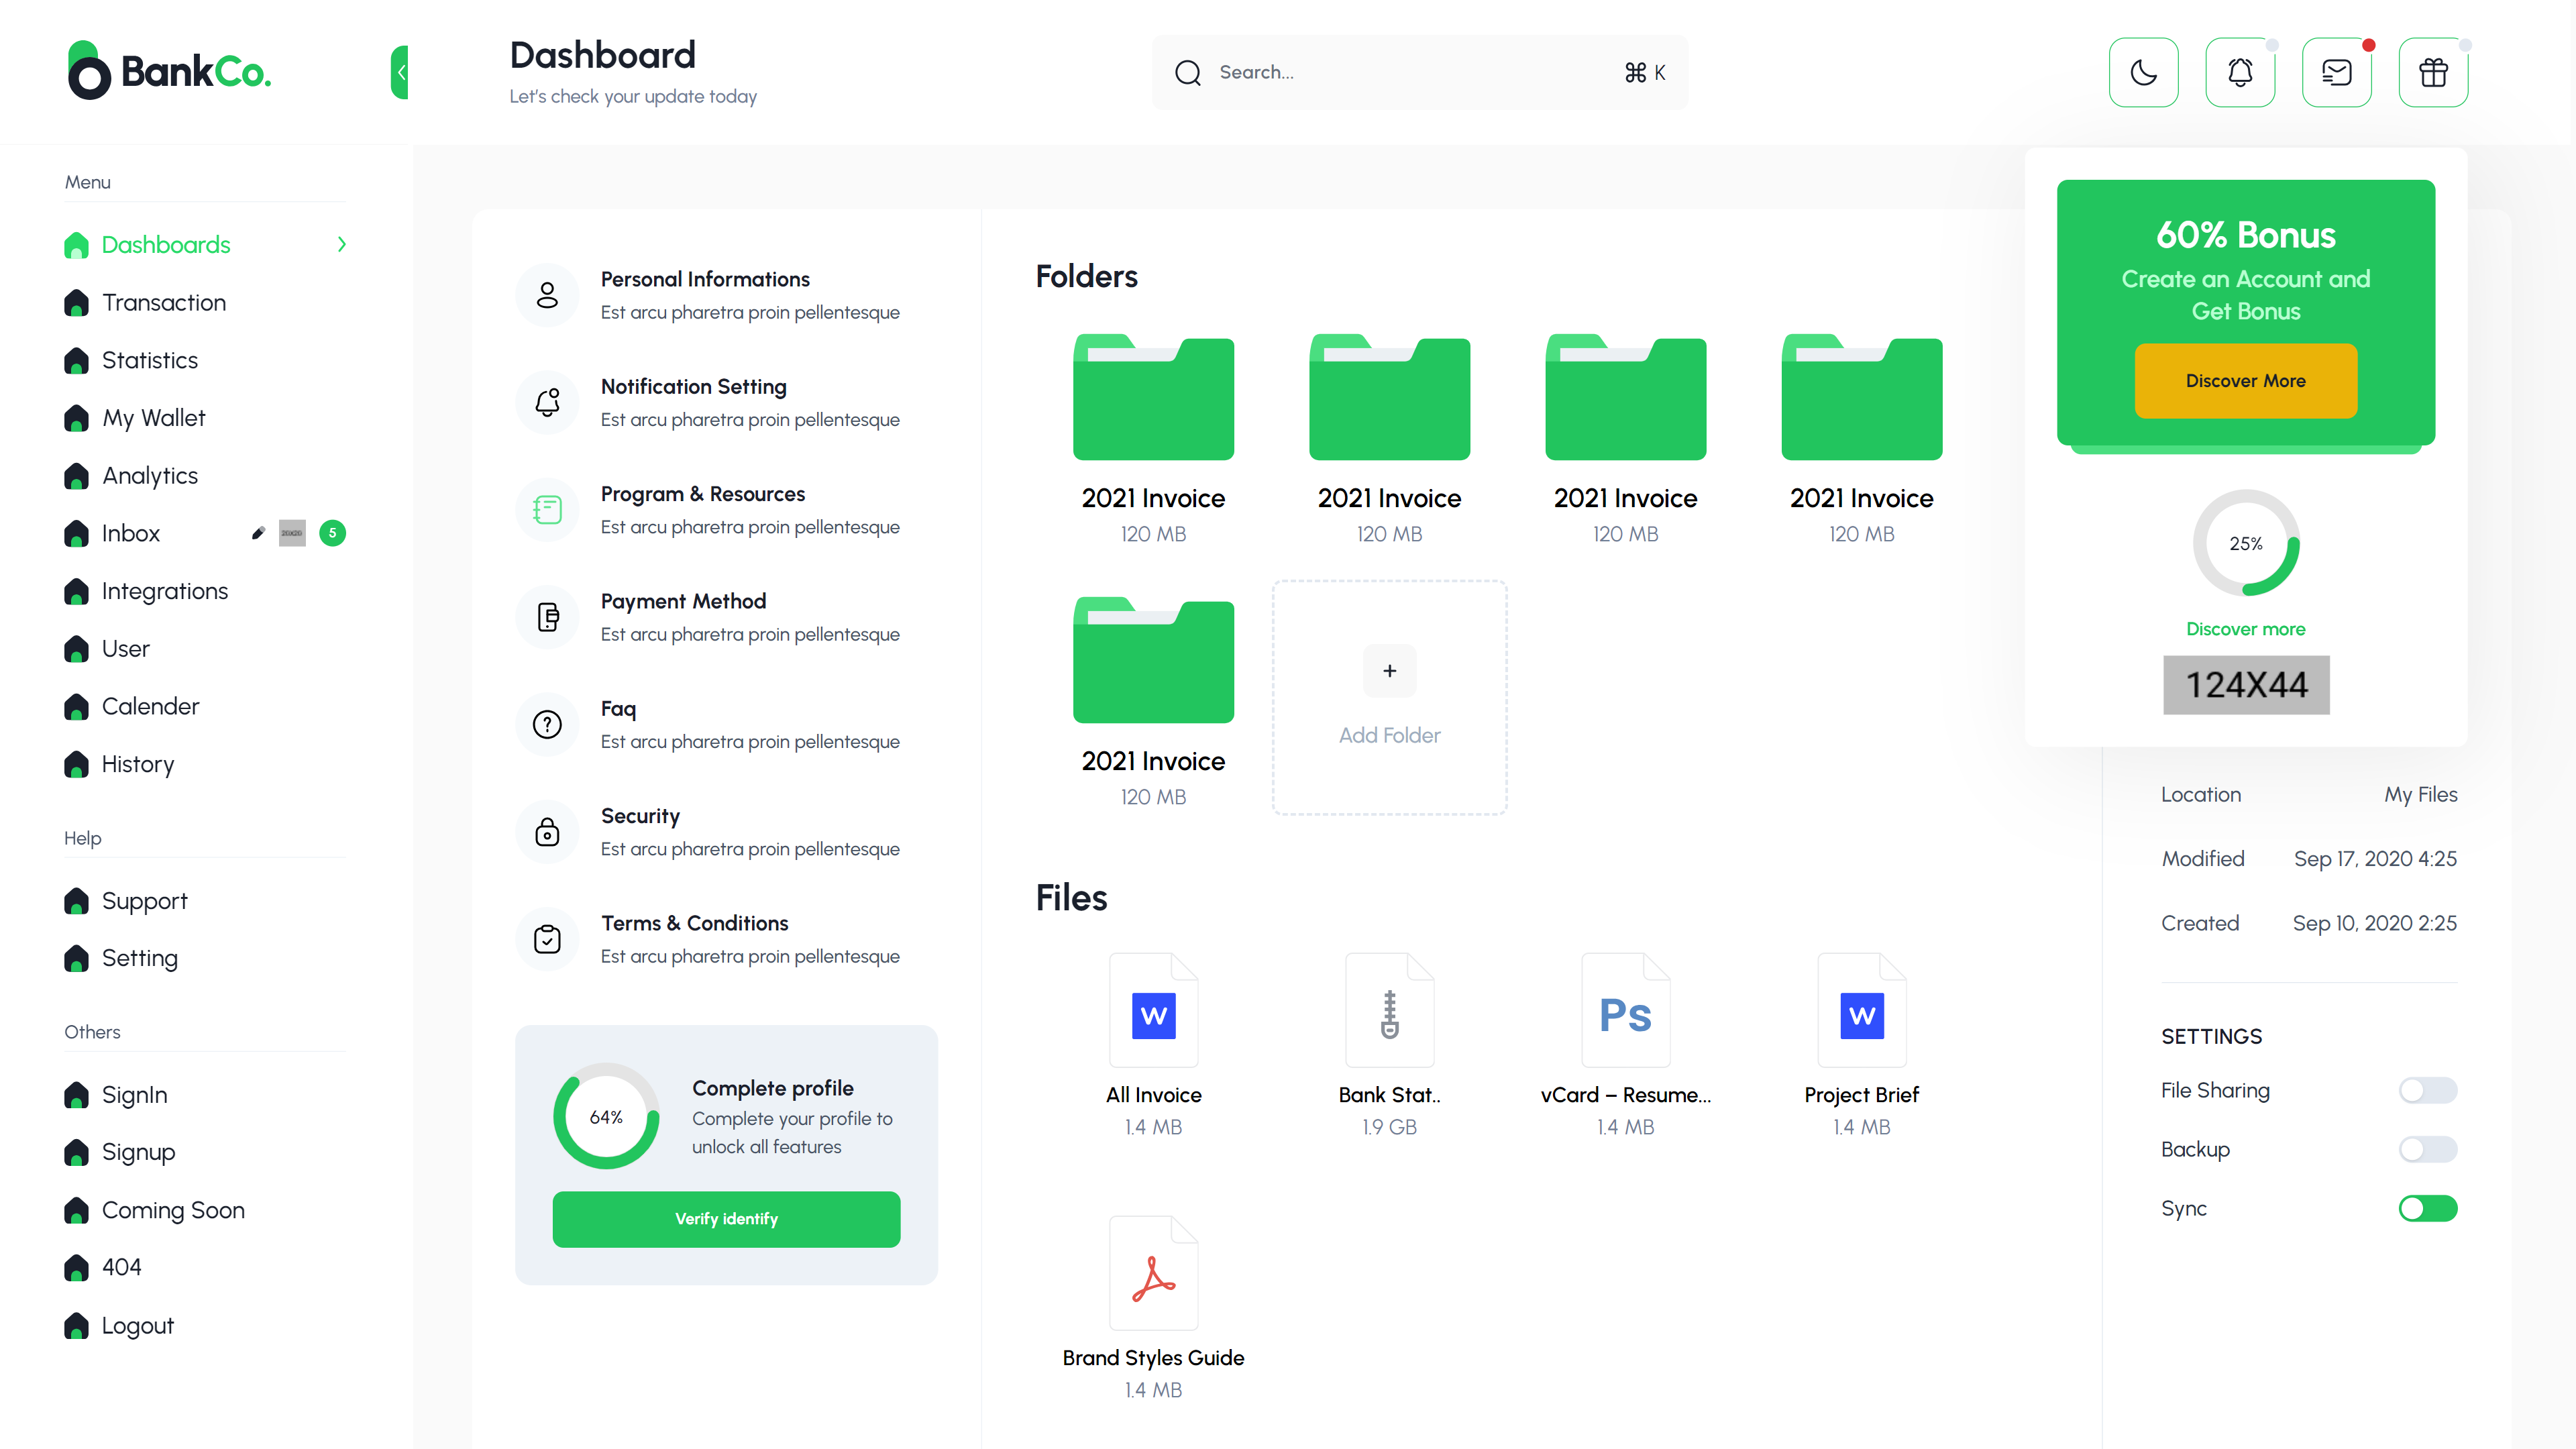 BankCo.
Dashboard
Let's check your update today
Search...
⌘ K
Menu
Dashboards
Transaction
Statistics
My Wallet
Analytics
Inbox
5
Integrations
User
Calender
History
Help
Support
Setting
Others
SignIn
Signup
Coming Soon
404
Logout
Personal Informations
Est arcu pharetra proin pellentesque
Notification Setting
Est arcu pharetra proin pellentesque
Program & Resources
Est arcu pharetra proin pellentesque
Payment Method
Est arcu pharetra proin pellentesque
Faq
Est arcu pharetra proin pellentesque
Security
Est arcu pharetra proin pellentesque
Terms & Conditions
Est arcu pharetra proin pellentesque
64%
Complete profile
Complete your profile to
unlock all features
Verify identify
Folders
2021 Invoice
120 MB
2021 Invoice
120 MB
2021 Invoice
120 MB
2021 Invoice
120 MB
2021 Invoice
120 MB
+
Add Folder
Files
W
All Invoice
1.4 MB
Bank Stat..
1.9 GB
Ps
vCard – Resume...
1.4 MB
W
Project Brief
1.4 MB
Brand Styles Guide
1.4 MB
60% Bonus
Create an Account and
Get Bonus
Discover More
25%
Discover more
124X44
Location My Files
Modified Sep 17, 2020 4:25
Created Sep 10, 2020 2:25
SETTINGS
File Sharing
Backup
Sync